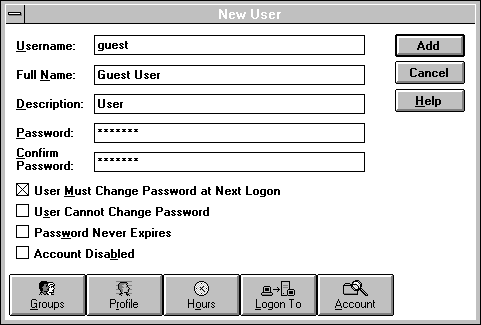 New User
Username: guest
Full Name: Guest User
Description: User
Password: *******
Confirm
Password: *******
Add
Cancel
Help
User Must Change Password at Next Logon
User Cannot Change Password
Password Never Expires
Account Disabled
Groups
Profile
Hours
Logon To
Account